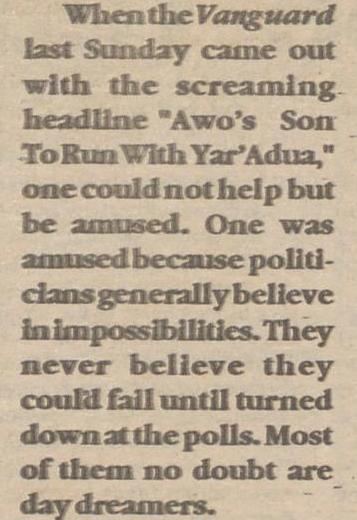 When the Vanguard
last Sunday came out
with the screaming
headline "Awo's Son
To Run With Yar'Adua,"
one could not help but
be amused. One was
amused because politi-
cians generally believe
in impossibilities. They
never believe they
could fail until turned
down at the polls. Most
of them no doubt are
day dreamers.